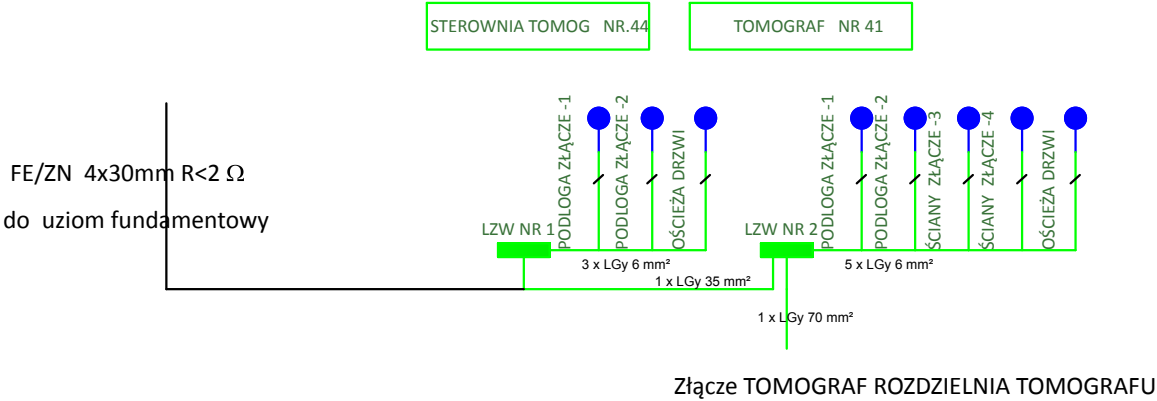 STEROWNIA TOMOG NR.44
TOMOGRAF NR 41
FE/ZN 4x30mm R<2 Ω
do uziom fundamentowy
LZW NR 1
PODLOGA ZŁĄCZE -1
PODLOGA ZŁĄCZE -2
OŚCIEŻA DRZWI
3 x LGy 6 mm²
1 x LGy 35 mm²
LZW NR 2
PODLOGA ZŁĄCZE -1
PODLOGA ZŁĄCZE -2
ŚCIANY ZŁĄCZE -3
ŚCIANY ZŁĄCZE -4
OŚCIEŻA DRZWI
5 x LGy 6 mm²
1 x LGy 70 mm²
Złącze TOMOGRAF ROZDZIELNIA TOMOGRAFU